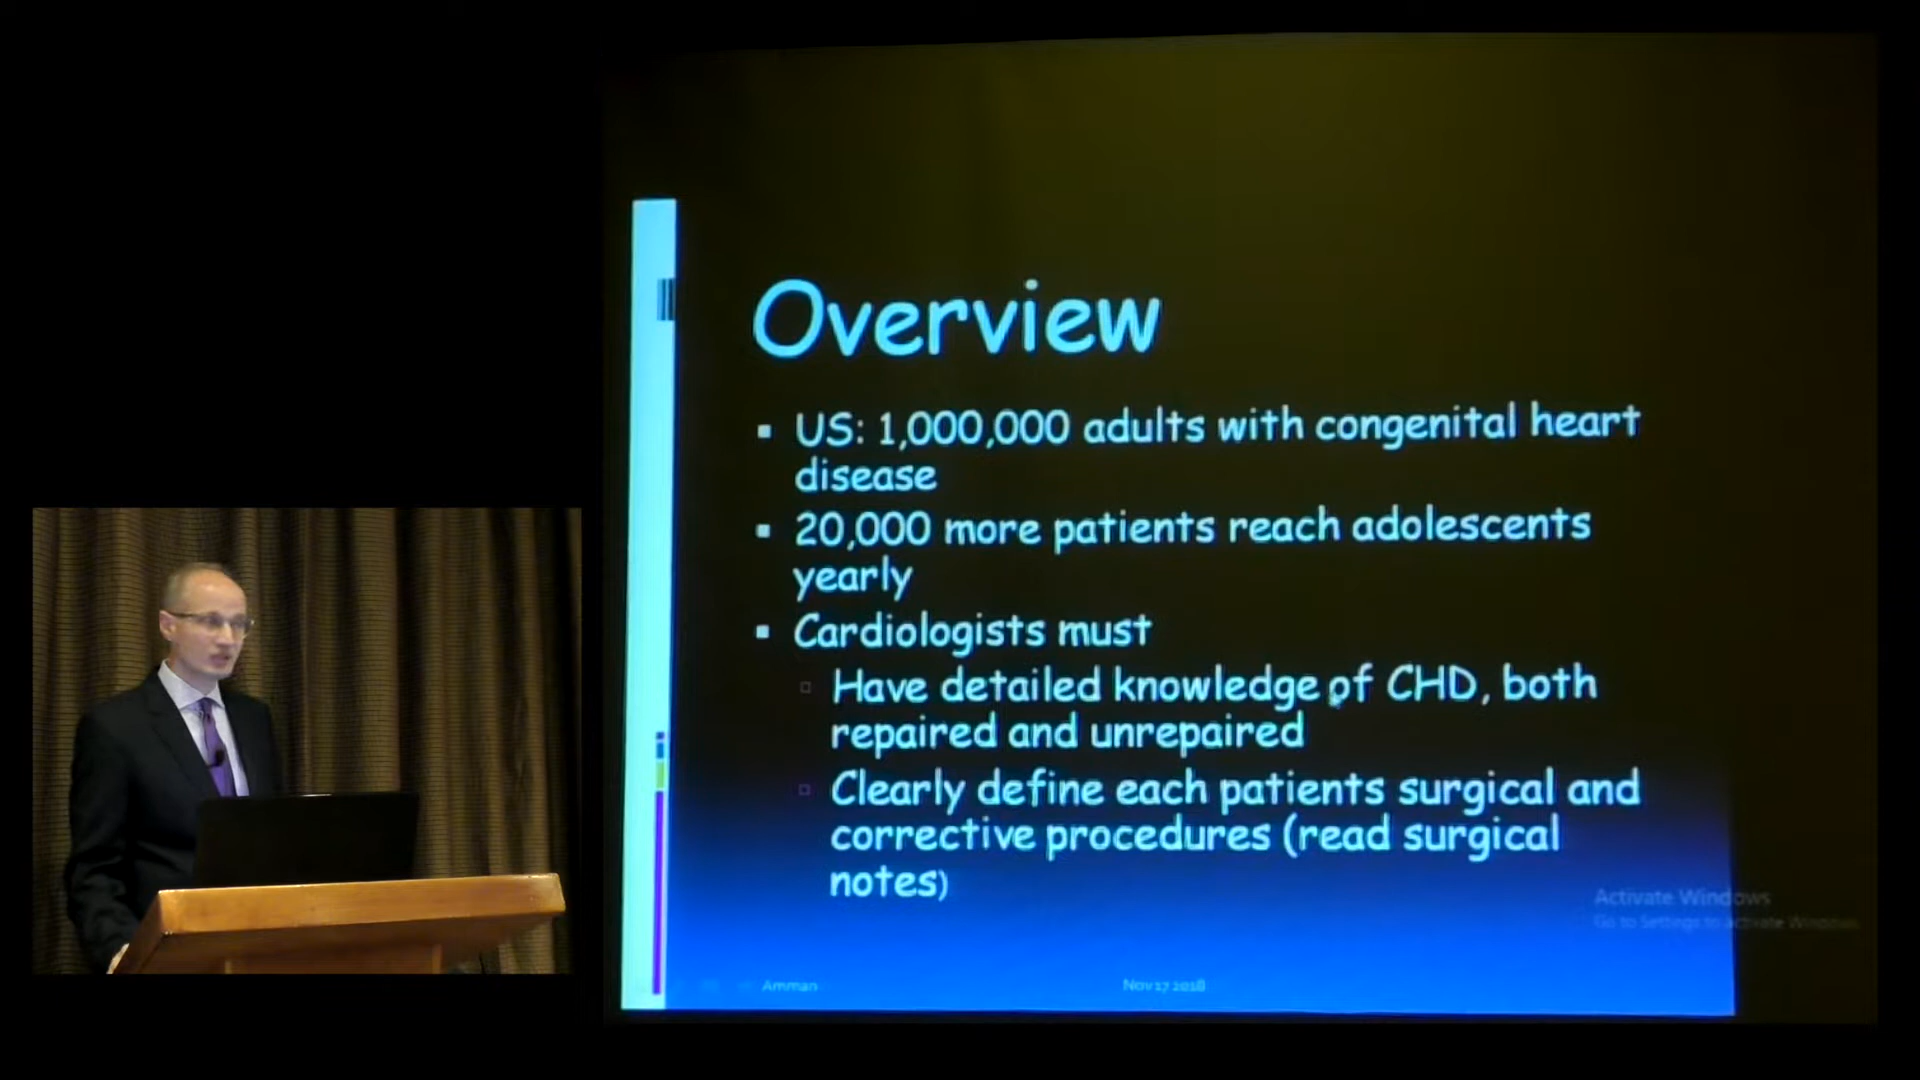 Overview
▪ US: 1,000,000 adults with congenital heart
disease
▪ 20,000 more patients reach adolescents
yearly
▪ Cardiologists must
▫ Have detailed knowledge of CHD, both
repaired and unrepaired
▫ Clearly define each patients surgical and
corrective procedures (read surgical
notes)
Activate Windows
Go to Settings to activate Windows.
Amman
Nov 17 2018